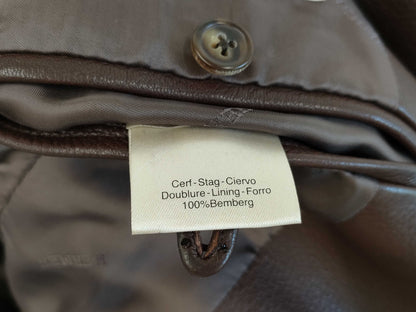 Cerf-Stag-Ciervo
Doublure-Lining-Forro
100%Bemberg